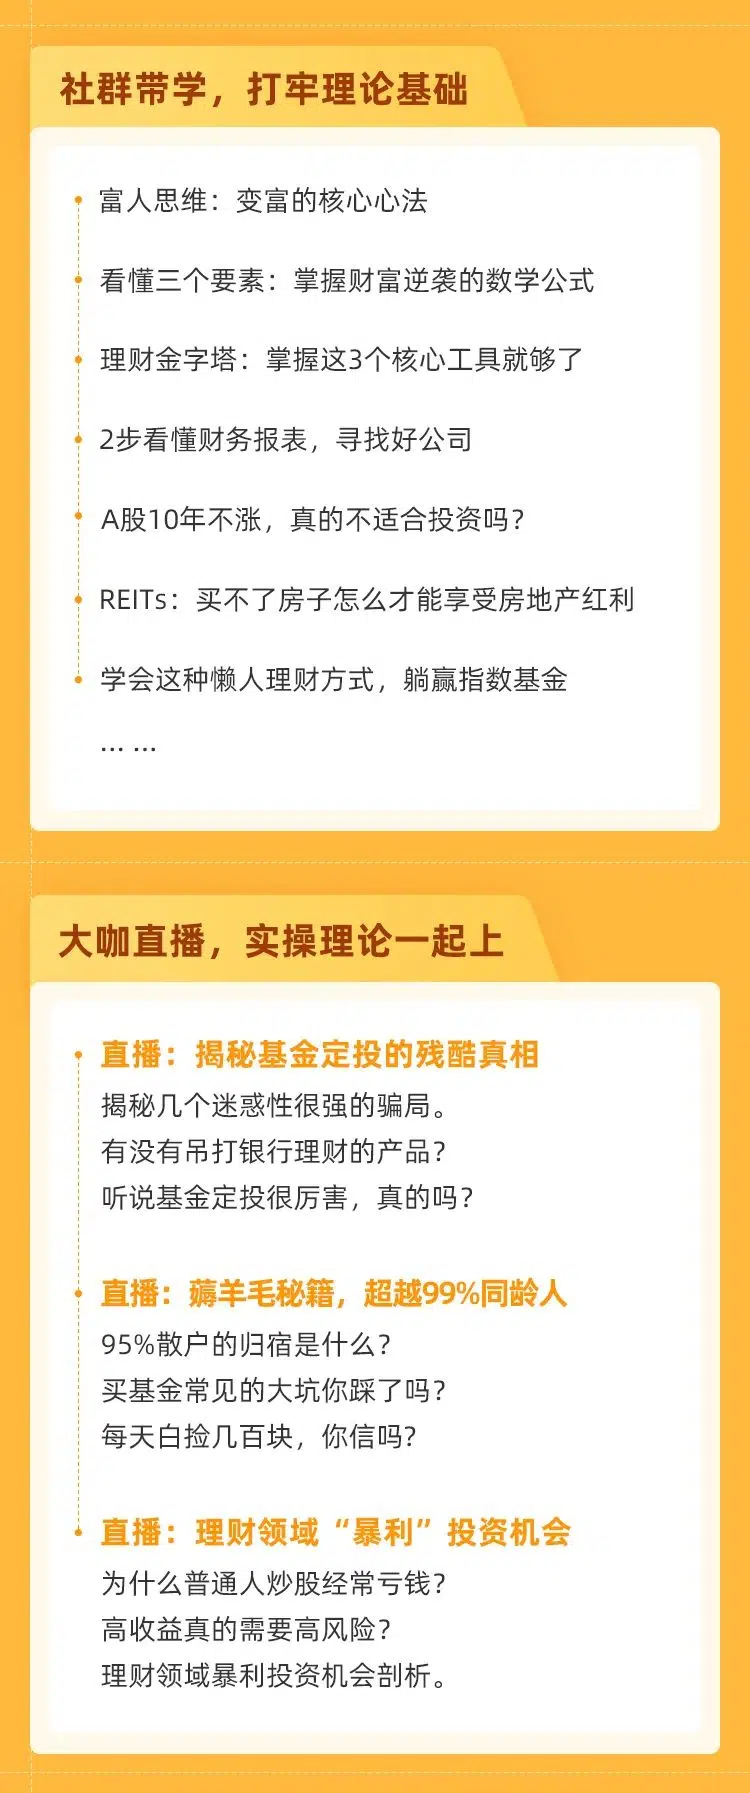 社群带学，打牢理论基础
富人思维：变富的核心心法
看懂三个要素：掌握财富逆袭的数学公式
理财金字塔：掌握这3个核心工具就够了
2步看懂财务报表，寻找好公司
A股10年不涨，真的不适合投资吗？
REITs：买不了房子怎么才能享受房地产红利
学会这种懒人理财方式，躺赢指数基金
... ...
大咖直播，实操理论一起上
直播：揭秘基金定投的残酷真相
揭秘几个迷惑性很强的骗局。
有没有吊打银行理财的产品？
听说基金定投很厉害，真的吗？
直播：薅羊毛秘籍，超越99%同龄人
95%散户的归宿是什么？
买基金常见的大坑你踩了吗？
每天白捡几百块，你信吗?
直播：理财领域“暴利”投资机会
为什么普通人炒股经常亏钱？
高收益真的需要高风险？
理财领域暴利投资机会剖析。